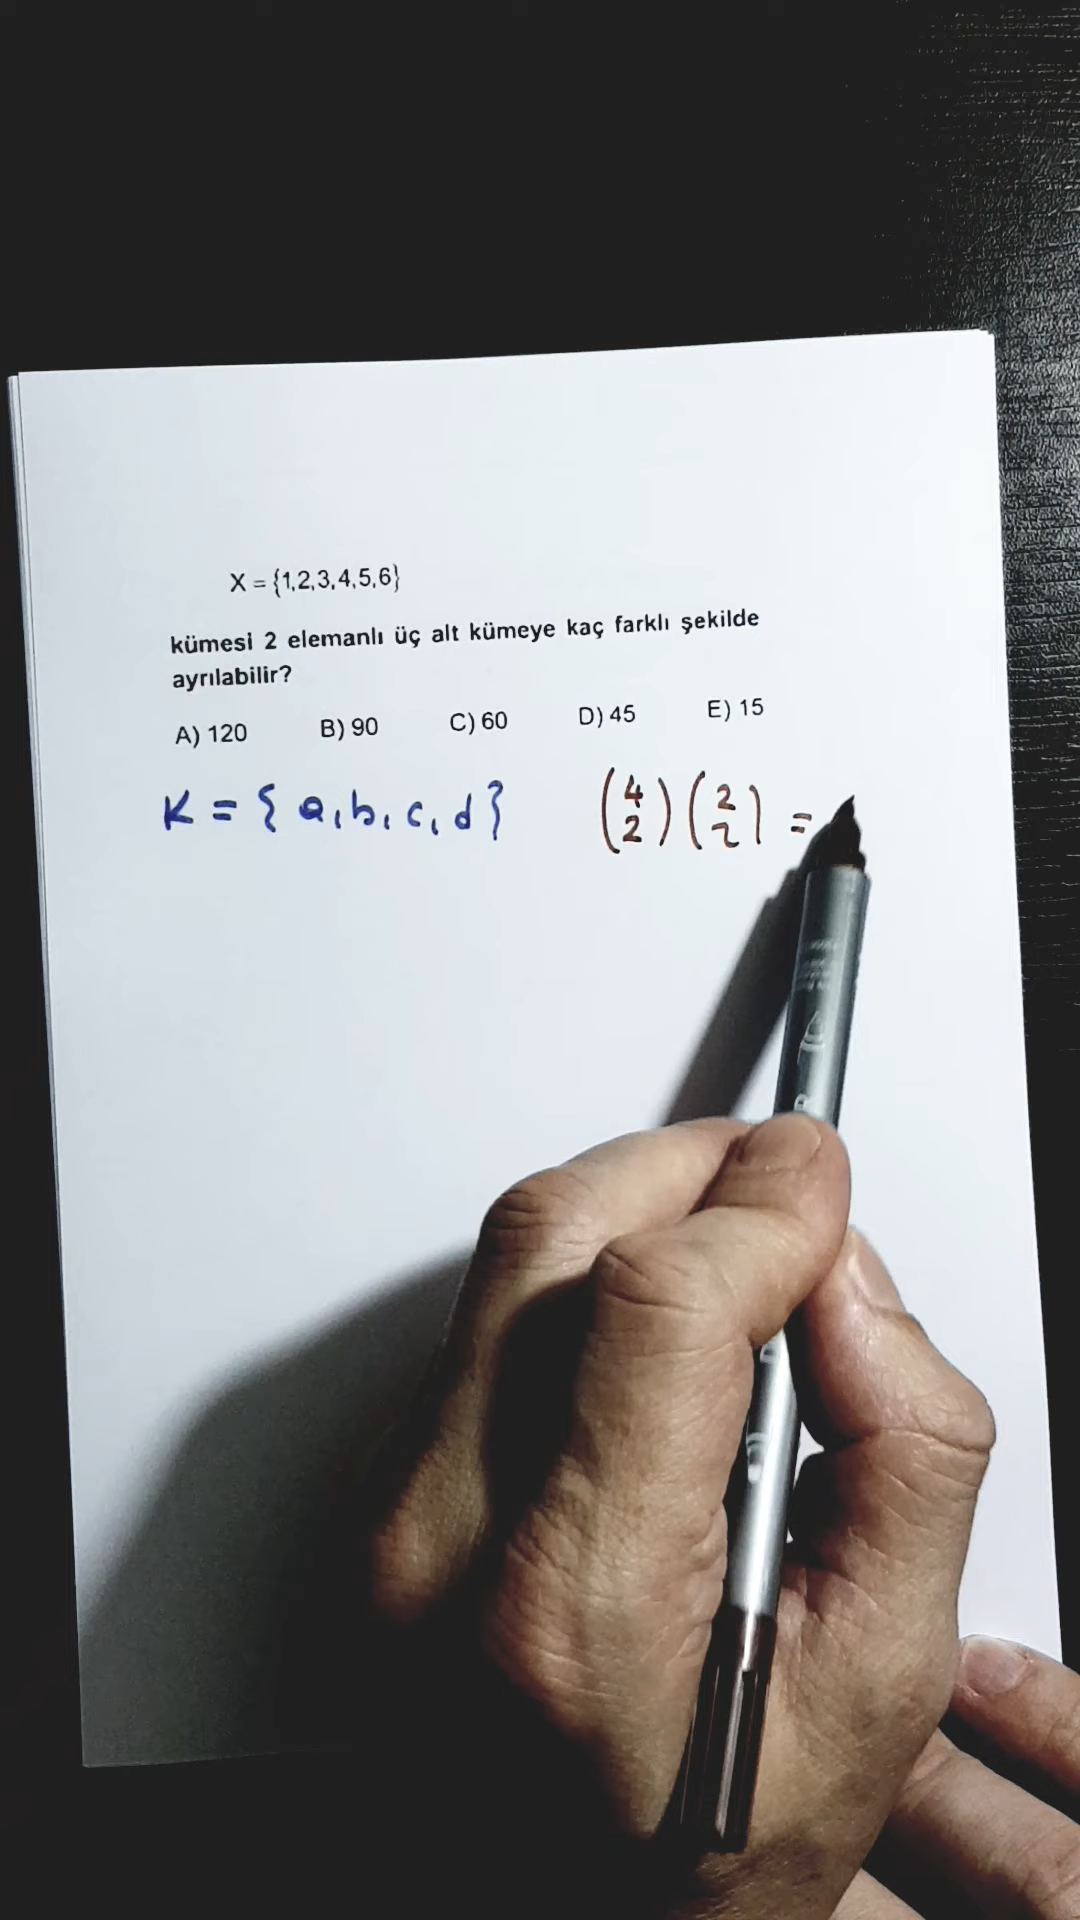 X = {1,2,3,4,5,6}
kümesi 2 elemanlı üç alt kümeye kaç farklı şekilde
ayrılabilir?
A) 120 B) 90 C) 60 D) 45 E) 15
K = { a, b, c, d } (4 2) (2 2) =